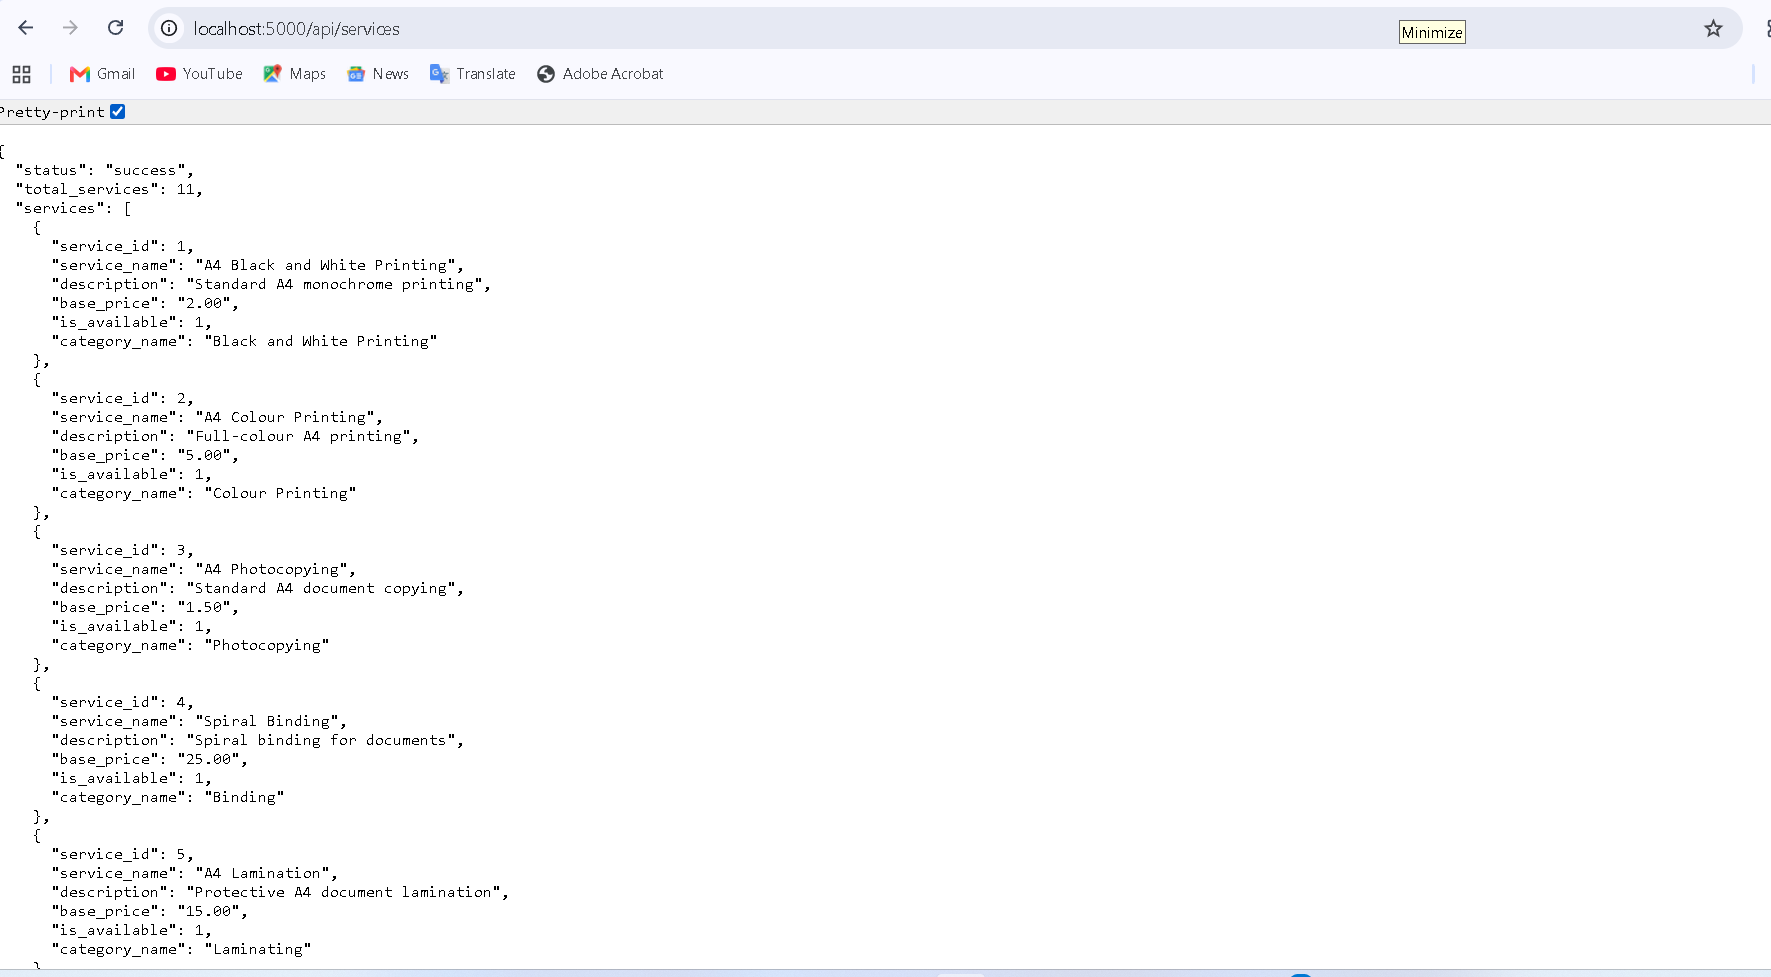 localhost:5000/api/services
Minimize
Gmail YouTube Maps News Translate Adobe Acrobat
Pretty-print
{
"status": "success",
"total_services": 11,
"services": [
{
"service_id": 1,
"service_name": "A4 Black and White Printing",
"description": "Standard A4 monochrome printing",
"base_price": "2.00",
"is_available": 1,
"category_name": "Black and White Printing"
},
{
"service_id": 2,
"service_name": "A4 Colour Printing",
"description": "Full-colour A4 printing",
"base_price": "5.00",
"is_available": 1,
"category_name": "Colour Printing"
},
{
"service_id": 3,
"service_name": "A4 Photocopying",
"description": "Standard A4 document copying",
"base_price": "1.50",
"is_available": 1,
"category_name": "Photocopying"
},
{
"service_id": 4,
"service_name": "Spiral Binding",
"description": "Spiral binding for documents",
"base_price": "25.00",
"is_available": 1,
"category_name": "Binding"
},
{
"service_id": 5,
"service_name": "A4 Lamination",
"description": "Protective A4 document lamination",
"base_price": "15.00",
"is_available": 1,
"category_name": "Laminating"
}